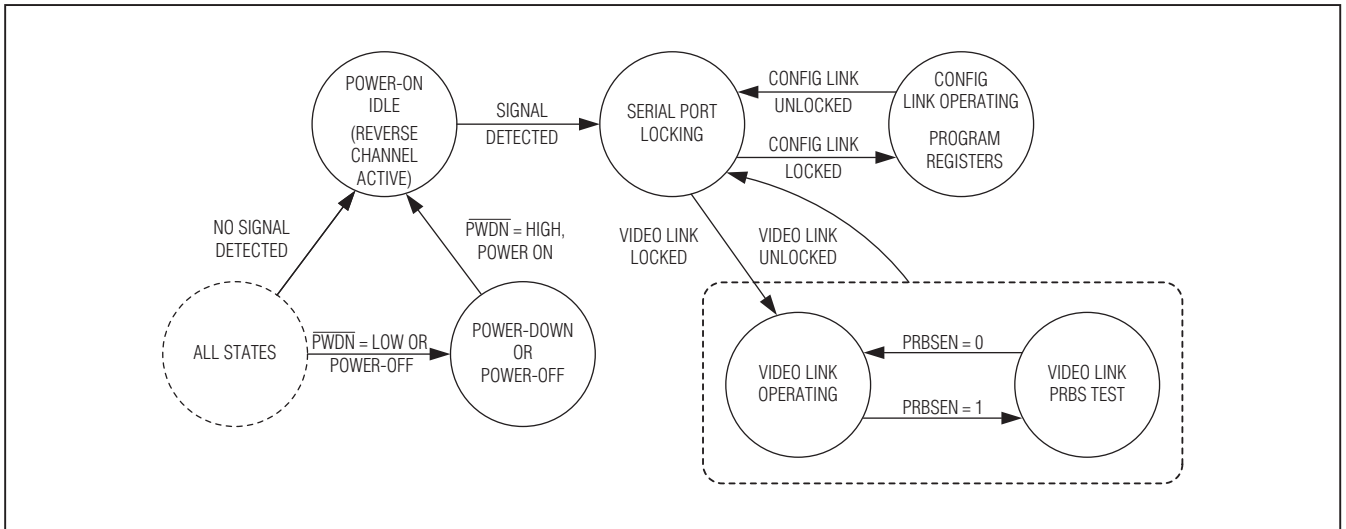 POWER-ON
IDLE
(REVERSE
CHANNEL
ACTIVE)
SIGNAL
DETECTED
SERIAL PORT
LOCKING
CONFIG LINK
UNLOCKED
CONFIG LINK
LOCKED
CONFIG
LINK OPERATING
PROGRAM
REGISTERS
NO SIGNAL
DETECTED
P̅W̅D̅N̅ = HIGH,
POWER ON
VIDEO LINK
LOCKED
VIDEO LINK
UNLOCKED
ALL STATES
P̅W̅D̅N̅ = LOW OR
POWER-OFF
POWER-DOWN
OR
POWER-OFF
VIDEO LINK
OPERATING
PRBSEN = 0
PRBSEN = 1
VIDEO LINK
PRBS TEST